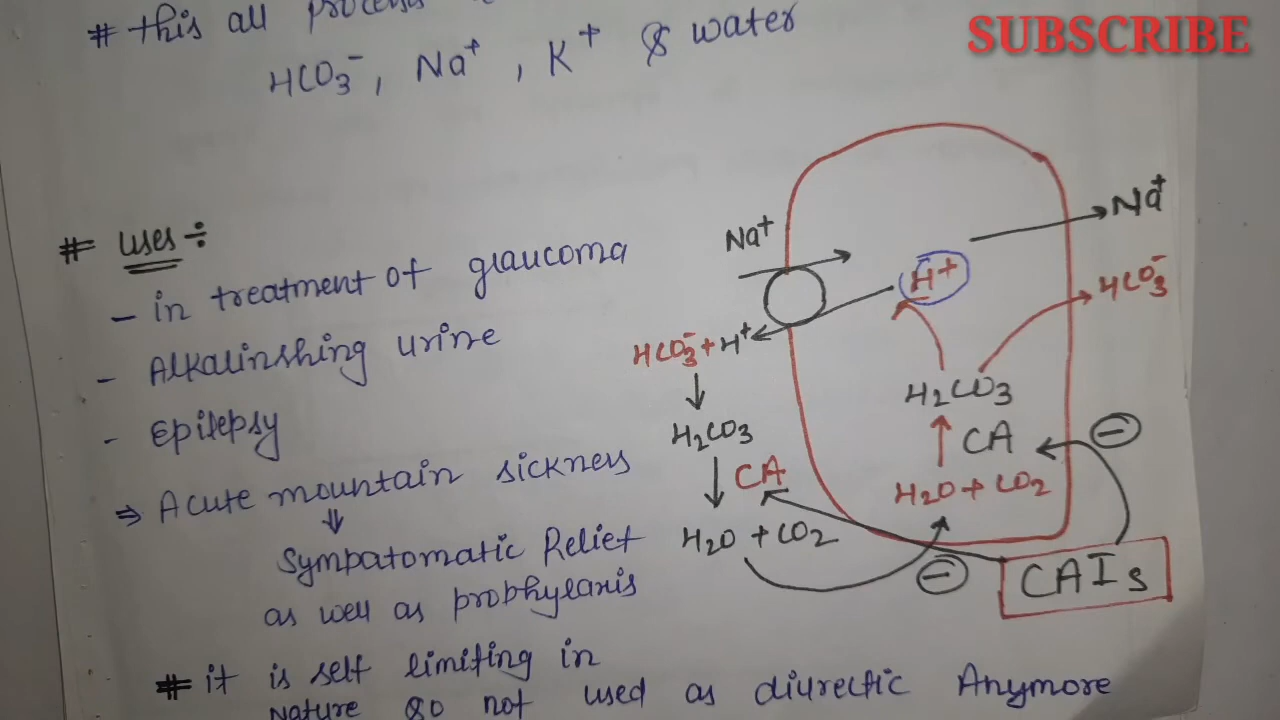 # this all process
SUBSCRIBE
HCO3-, Na+, K+ & water
# Uses ÷
- in treatment of glaucoma
- Alkalinshing urine
- Epilepsy
⇒ Acute mountain sickness
⇓
Sympatomatic Relief
as well as prophylaxis
# it is self limiting in
Nature so not used as diurectic Anymore
Na+
Na+
H+
HCO3-
HCO3- + H+
↓
H2CO3
↓ CA
H2O + CO2
H2CO3
↑ CA
H2O + CO2
⊖
⊖
CAIs